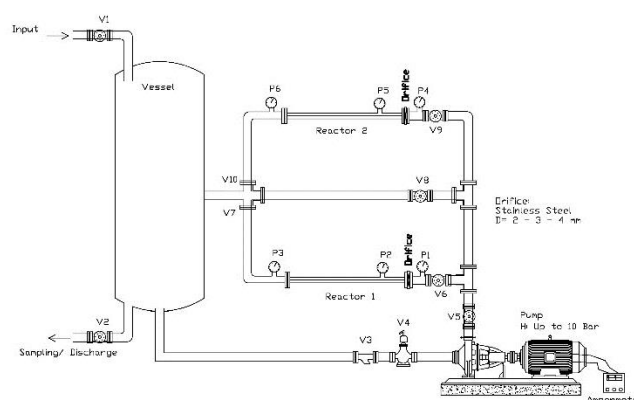 V1
Input
Vessel
P6
P5
Orifice
P4
Reactor 2
V9
V10
V8
V7
Orifice:
Stainless Steel
D= 2 - 3 - 4 mm
P3
P2
Orifice
P1
V6
Reactor 1
V2
Sampling/ Discharge
V3
V4
V5
Pump
H: Up to 10 Bar